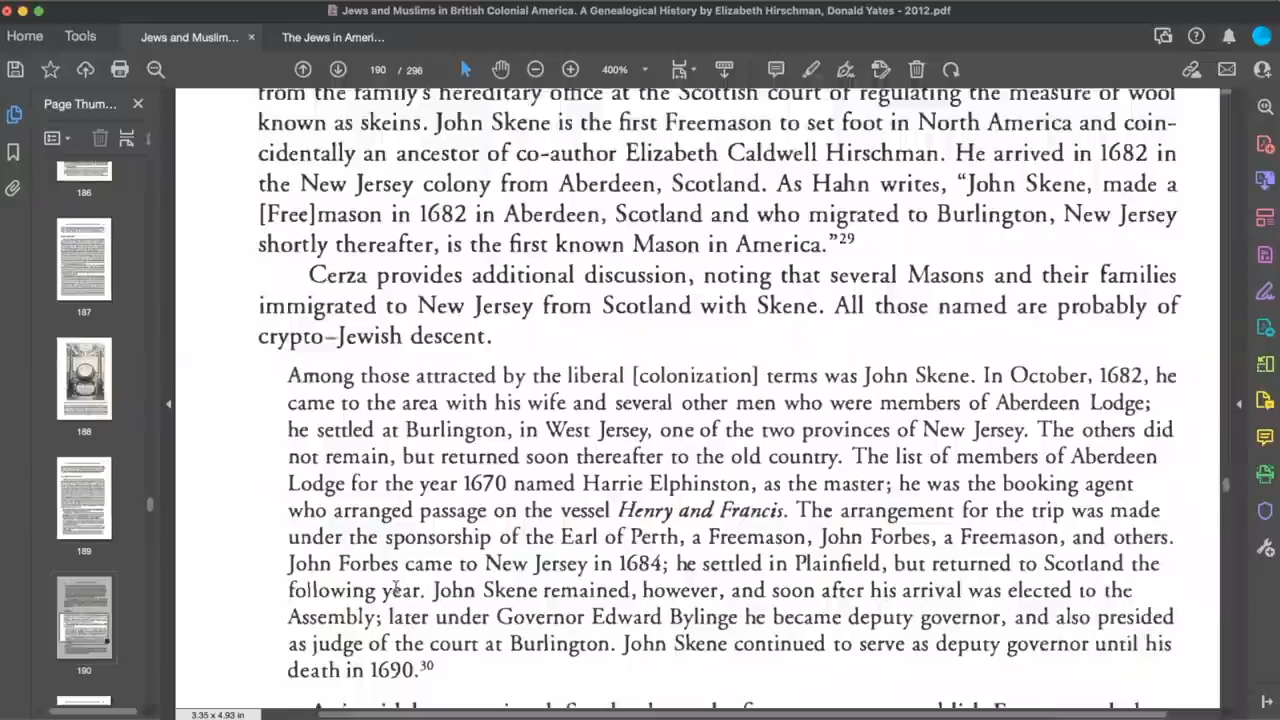 Jews and Muslims in British Colonial America. A Genealogical History by Elizabeth Hirschman, Donald Yates - 2012.pdf
Home Tools Jews and Muslim... × The Jews in Ameri...
190 / 296 400%
Page Thum... ×
186
187
188
189
190
from the family's hereditary office at the Scottish court of regulating the measure of wool
known as skeins. John Skene is the first Freemason to set foot in North America and coin-
cidentally an ancestor of co-author Elizabeth Caldwell Hirschman. He arrived in 1682 in
the New Jersey colony from Aberdeen, Scotland. As Hahn writes, “John Skene, made a
[Free]mason in 1682 in Aberdeen, Scotland and who migrated to Burlington, New Jersey
shortly thereafter, is the first known Mason in America.”29
Cerza provides additional discussion, noting that several Masons and their families
immigrated to New Jersey from Scotland with Skene. All those named are probably of
crypto–Jewish descent.
Among those attracted by the liberal [colonization] terms was John Skene. In October, 1682, he
came to the area with his wife and several other men who were members of Aberdeen Lodge;
he settled at Burlington, in West Jersey, one of the two provinces of New Jersey. The others did
not remain, but returned soon thereafter to the old country. The list of members of Aberdeen
Lodge for the year 1670 named Harrie Elphinston, as the master; he was the booking agent
who arranged passage on the vessel Henry and Francis. The arrangement for the trip was made
under the sponsorship of the Earl of Perth, a Freemason, John Forbes, a Freemason, and others.
John Forbes came to New Jersey in 1684; he settled in Plainfield, but returned to Scotland the
following year. John Skene remained, however, and soon after his arrival was elected to the
Assembly; later under Governor Edward Bylinge he became deputy governor, and also presided
as judge of the court at Burlington. John Skene continued to serve as deputy governor until his
death in 1690.30
3.35 x 4.93 in